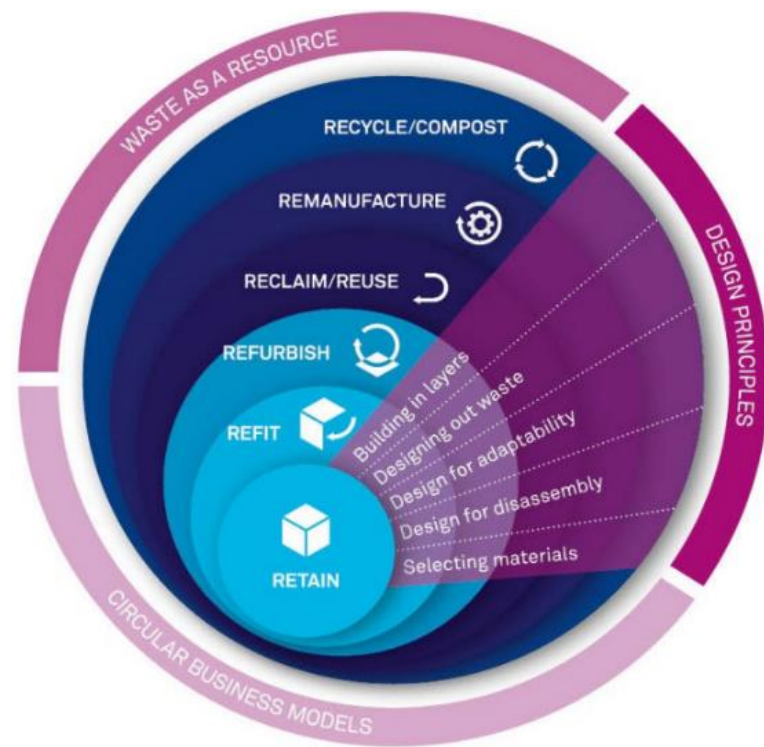 WASTE AS A RESOURCE
RECYCLE/COMPOST
REMANUFACTURE
RECLAIM/REUSE
REFURBISH
REFIT
RETAIN
Building in layers
Designing out waste
Design for adaptability
Design for disassembly
Selecting materials
DESIGN PRINCIPLES
CIRCULAR BUSINESS MODELS